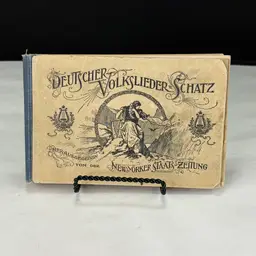 DEUTSCHER
VOLKSLIEDER SCHATZ
HERAUSGEGEBEN
VON DER
NEW-YORKER STAATS-ZEITUNG